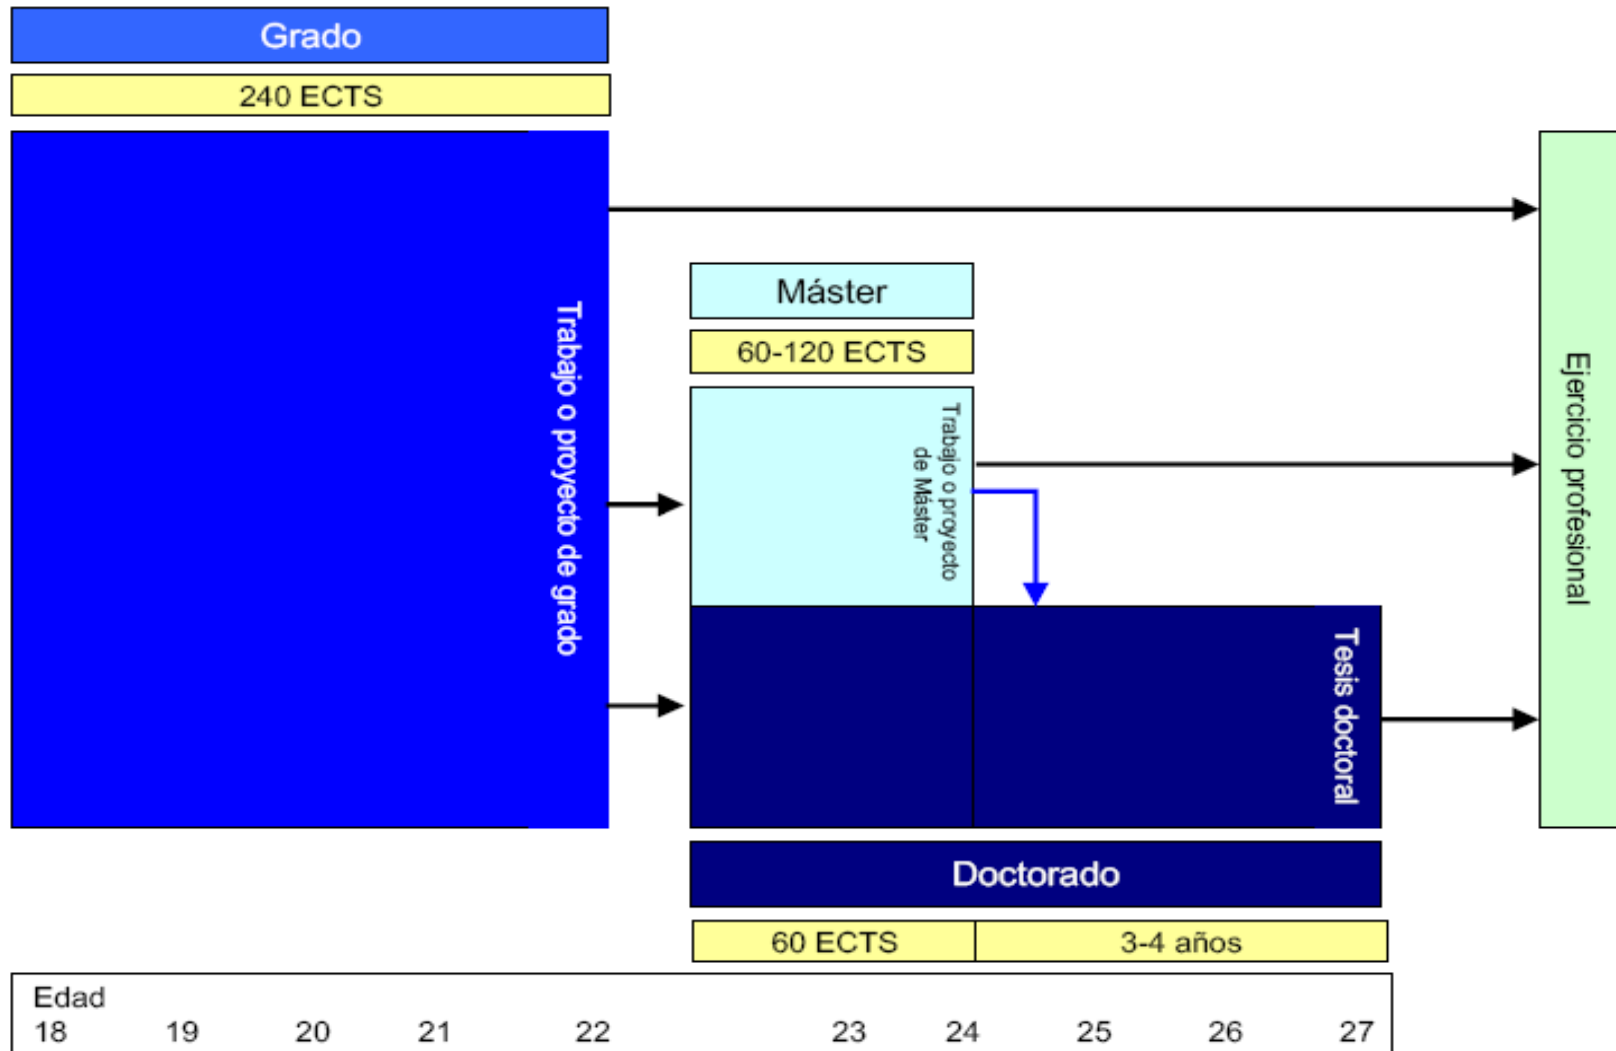 Grado
240 ECTS
Trabajo o proyecto de grado
Máster
60-120 ECTS
Trabajo o proyecto
de Máster
Ejercicio profesional
Tesis doctoral
Doctorado
60 ECTS
3-4 años
Edad
18 19 20 21 22 23 24 25 26 27